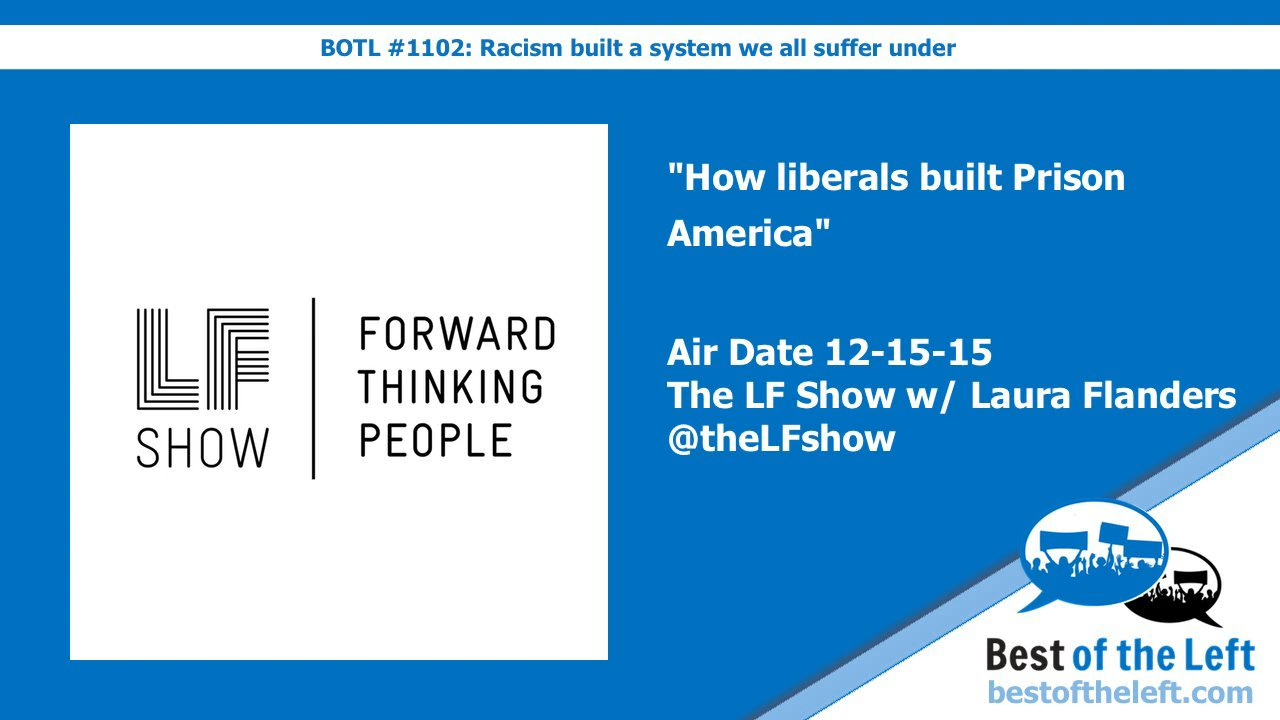 BOTL #1102: Racism built a system we all suffer under
"How liberals built Prison
America"
LF
SHOW
FORWARD
THINKING
PEOPLE
Air Date 12-15-15
The LF Show w/ Laura Flanders
@theLFshow
Best of the Left
bestoftheleft.com